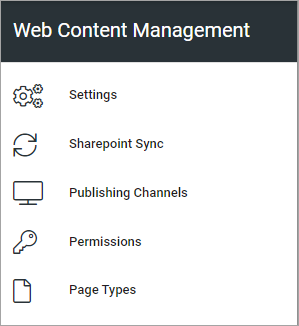 Web Content Management
Settings
Sharepoint Sync
Publishing Channels
Permissions
Page Types